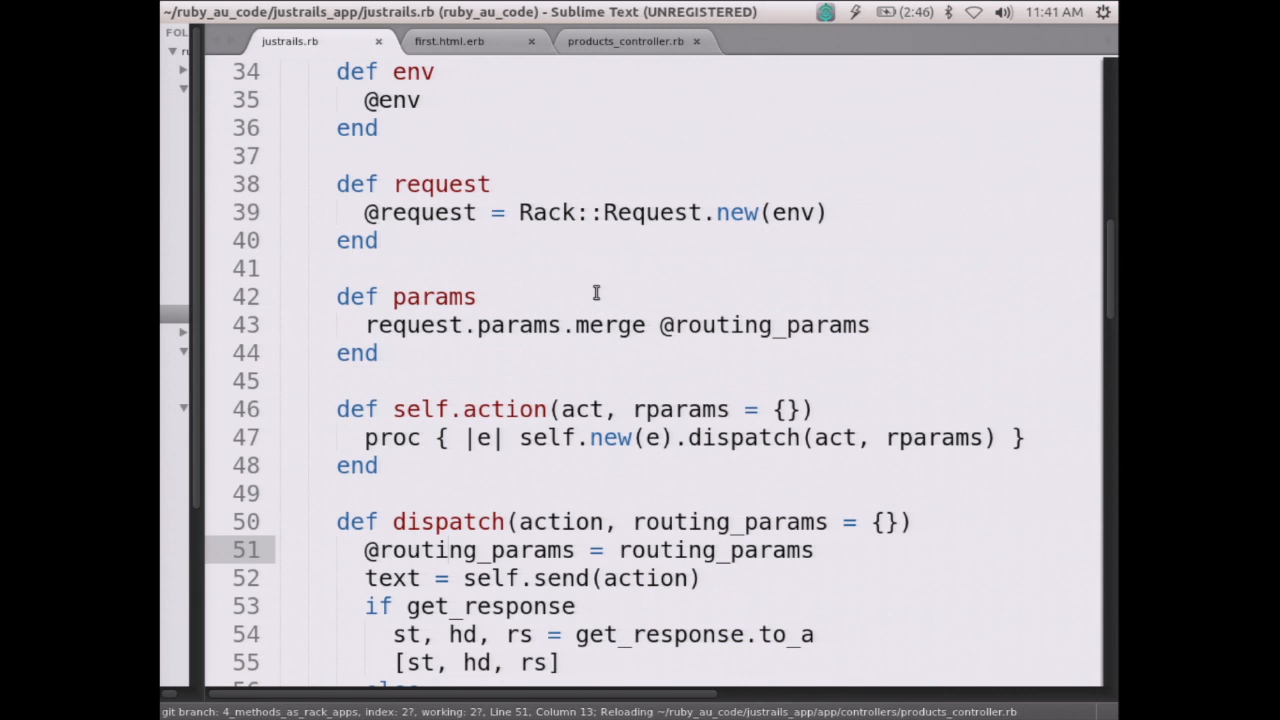 ~/ruby_au_code/justrails_app/justrails.rb (ruby_au_code) - Sublime Text (UNREGISTERED) (2:46) 11:41 AM
FOL justrails.rb × first.html.erb × products_controller.rb ×
34 def env
35 @env
36 end
37
38 def request
39 @request = Rack::Request.new(env)
40 end
41
42 def params
43 request.params.merge @routing_params
44 end
45
46 def self.action(act, rparams = {})
47 proc { |e| self.new(e).dispatch(act, rparams) }
48 end
49
50 def dispatch(action, routing_params = {})
51 @routing_params = routing_params
52 text = self.send(action)
53 if get_response
54 st, hd, rs = get_response.to_a
55 [st, hd, rs]
56 else
git branch: 4_methods_as_rack_apps, index: 2?, working: 2?, Line 51, Column 13; Reloading ~/ruby_au_code/justrails_app/app/controllers/products_controller.rb